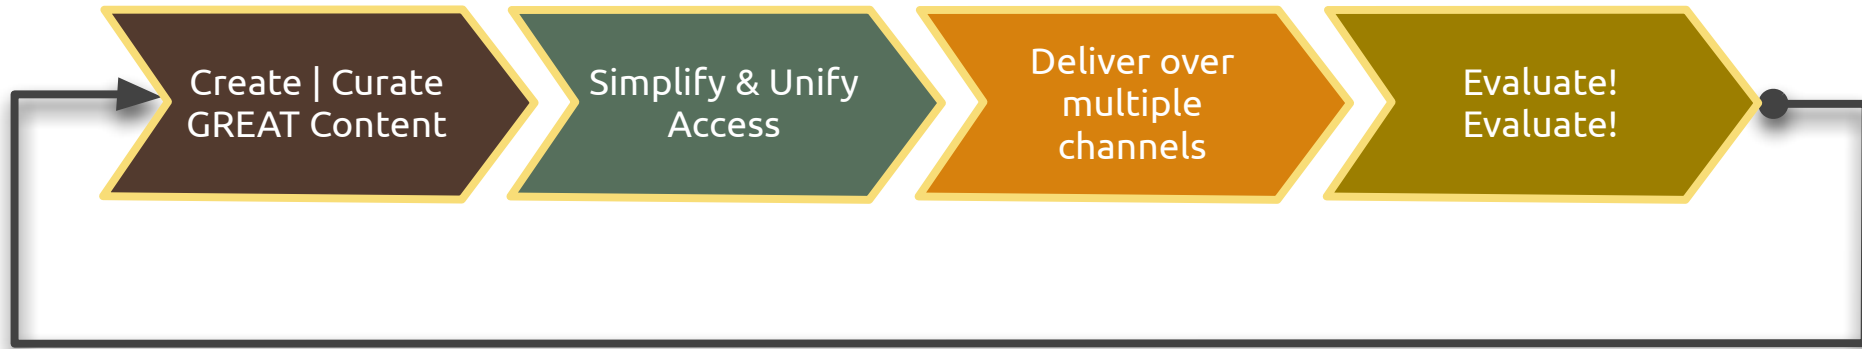 Create | Curate
GREAT Content
Simplify & Unify
Access
Deliver over
multiple
channels
Evaluate!
Evaluate!